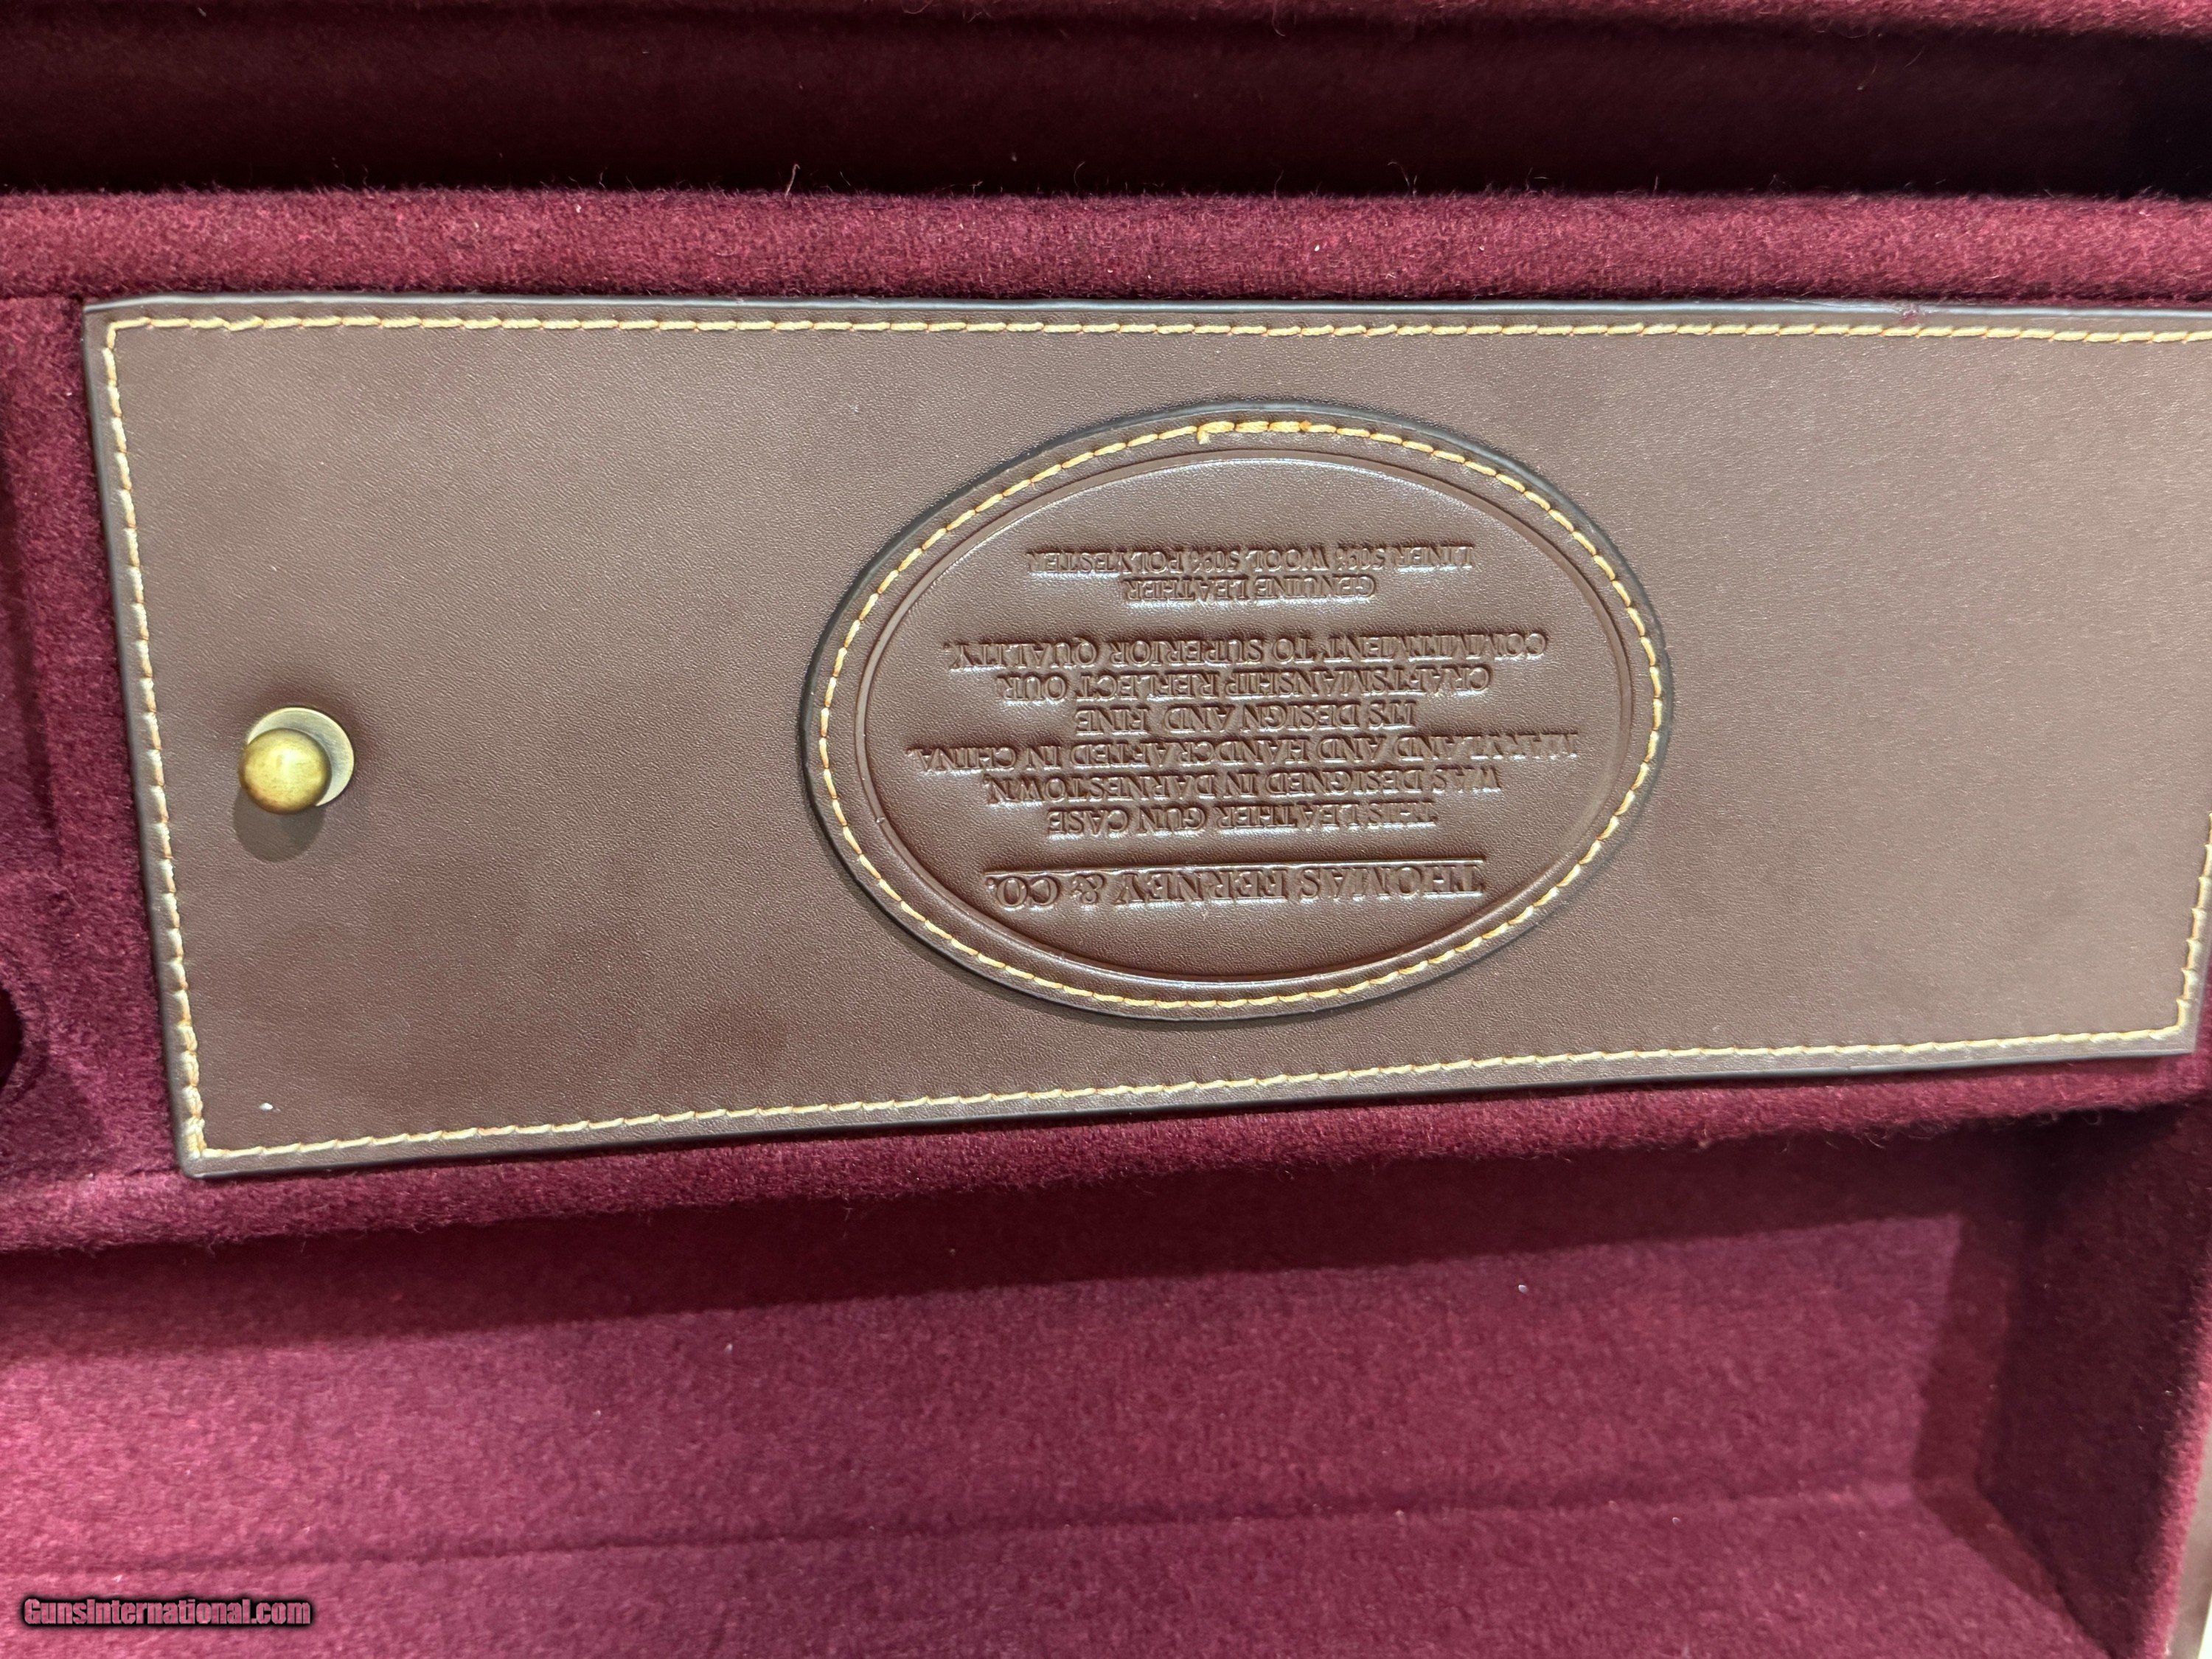 THOMAS FERNEY & CO.
THIS LEATHER GUN CASE
WAS DESIGNED IN DARNESTOWN,
MARYLAND AND HANDCRAFTED IN CHINA.
ITS DESIGN AND FINE
CRAFTSMANSHIP REFLECT OUR
COMMITMENT TO SUPERIOR QUALITY.
GENUINE LEATHER
LINER 50% WOOL 50% POLYESTER
GunsInternational.com